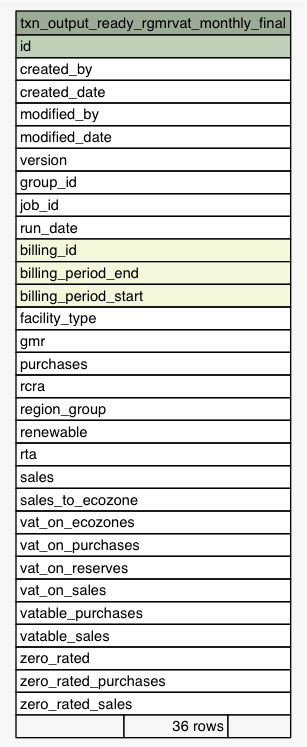 txn_output_ready_rgmrvat_monthly_final
id
created_by
created_date
modified_by
modified_date
version
group_id
job_id
run_date
billing_id
billing_period_end
billing_period_start
facility_type
gmr
purchases
rcra
region_group
renewable
rta
sales
sales_to_ecozone
vat_on_ecozones
vat_on_purchases
vat_on_reserves
vat_on_sales
vatable_purchases
vatable_sales
zero_rated
zero_rated_purchases
zero_rated_sales
36 rows